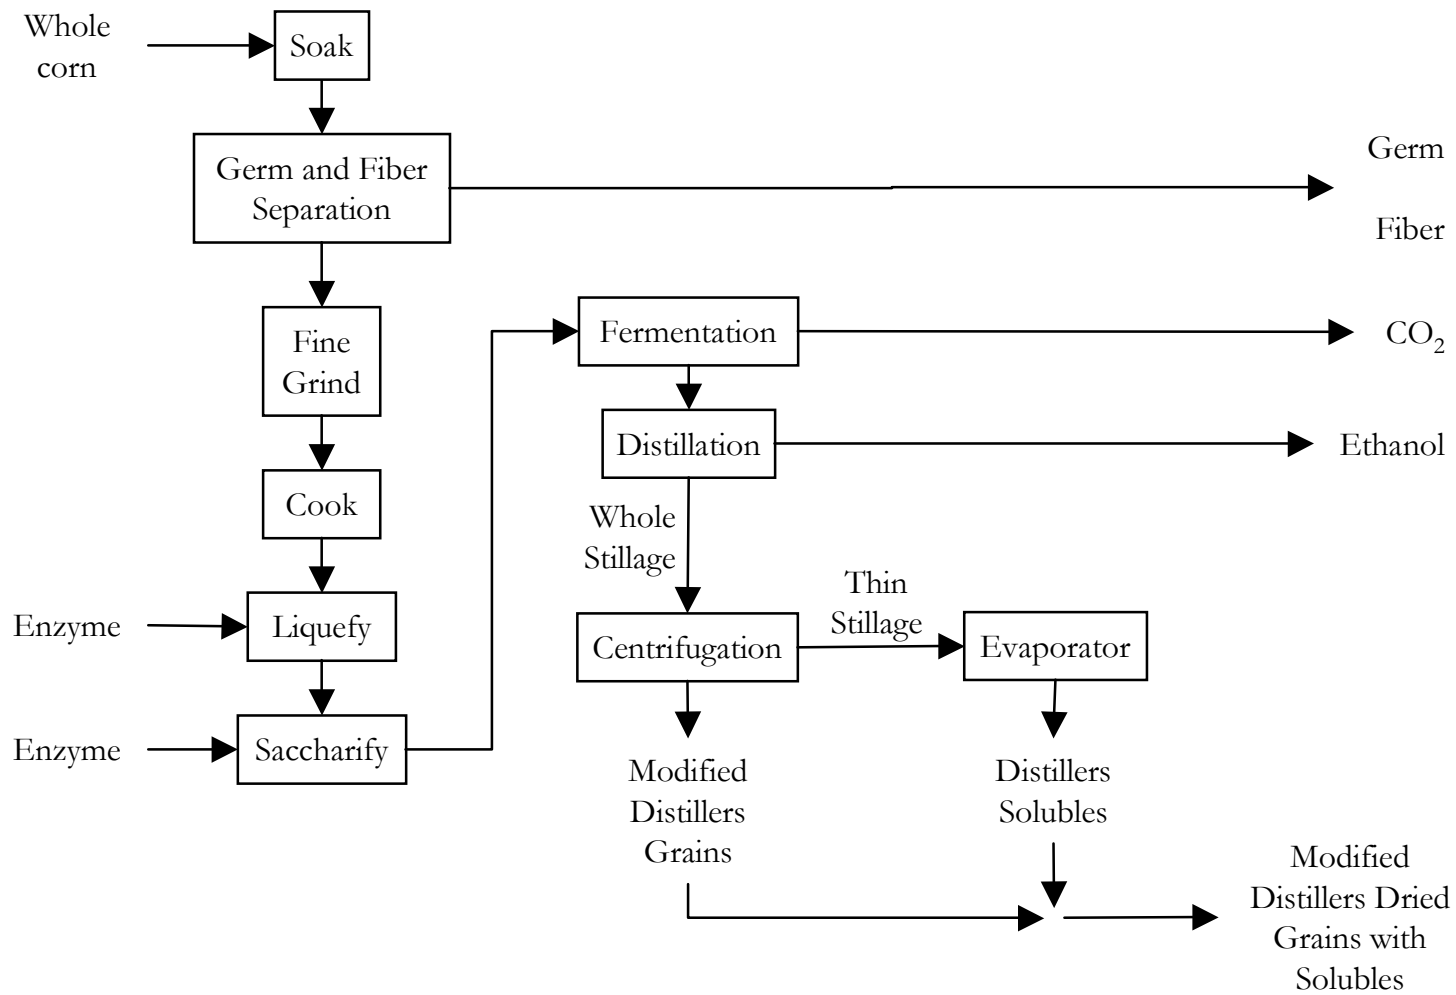 Whole
corn
Soak
Germ and Fiber
Separation
Germ
Fiber
Fine
Grind
Fermentation
CO₂
Distillation
Ethanol
Cook
Whole
Stillage
Thin
Stillage
Enzyme
Liquefy
Centrifugation
Evaporator
Enzyme
Saccharify
Modified
Distillers
Grains
Distillers
Solubles
Modified
Distillers Dried
Grains with
Solubles